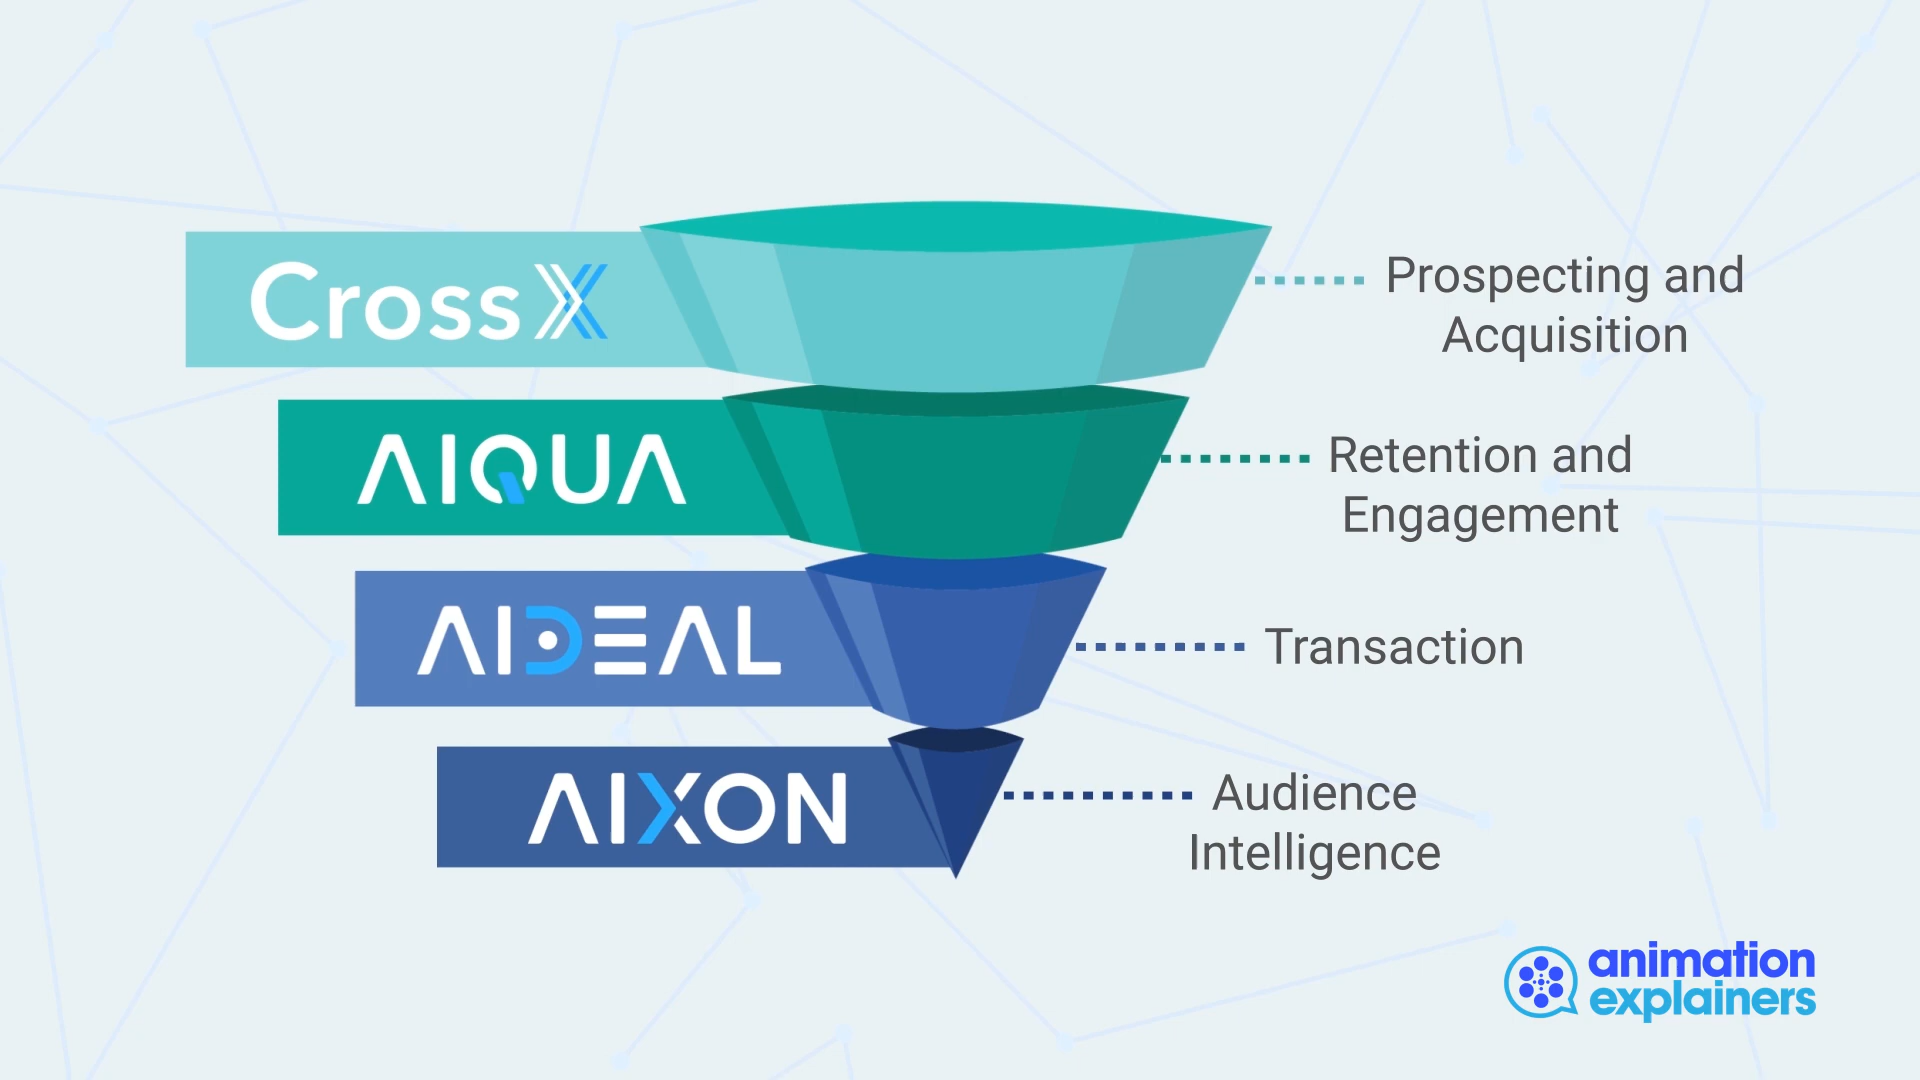 CrossX
Prospecting and
Acquisition
AIQUA
Retention and
Engagement
AIDEAL
Transaction
AIXON
Audience
Intelligence
animation
explainers